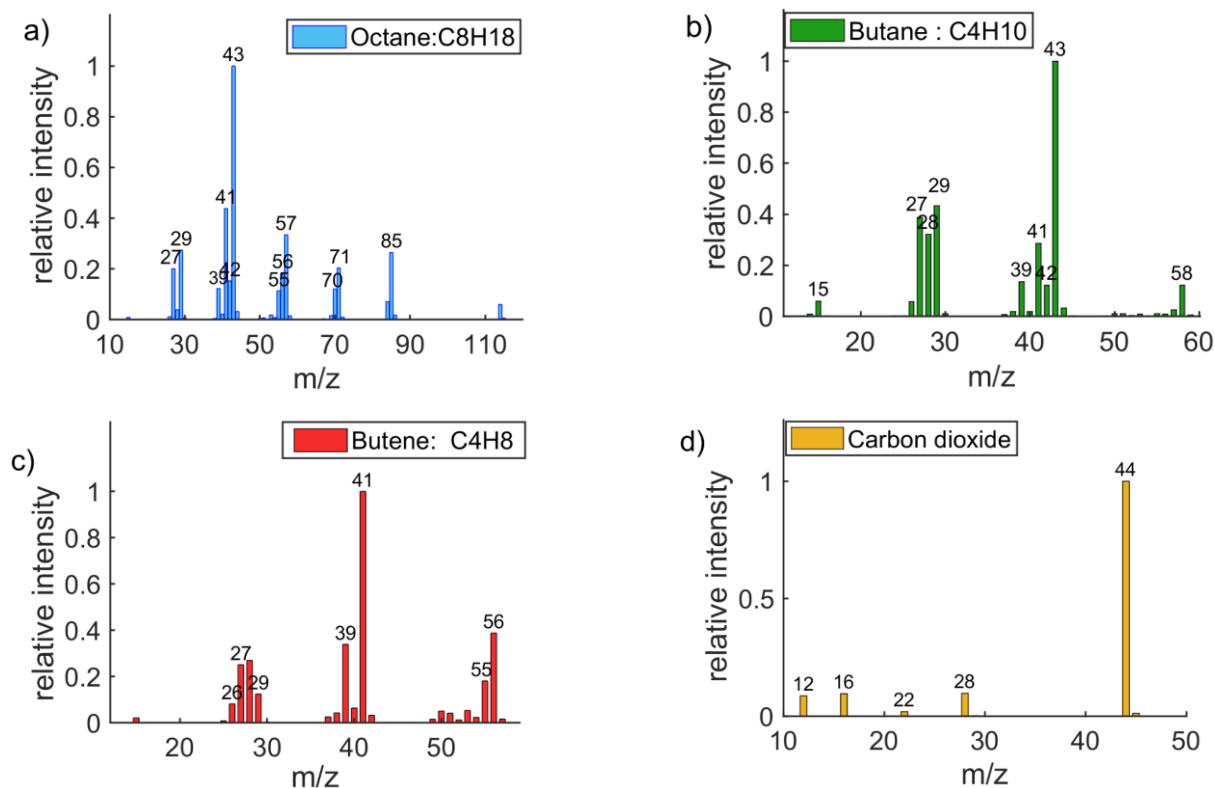 a)
Octane:C8H18
relative intensity
1
0.8
0.6
0.4
0.2
0
43
41
57
29
85
27
71
56
42
39
55
70
10 30 50 70 90 110
m/z
b)
Butane : C4H10
relative intensity
1
0.8
0.6
0.4
0.2
0
43
29
27
28
41
39
42
58
15
20 30 40 50 60
m/z
c)
Butene: C4H8
relative intensity
1
0.8
0.6
0.4
0.2
0
41
56
39
27
55
29
26
20 30 40 50
m/z
d)
Carbon dioxide
relative intensity
1
0.5
0
44
12
16
22
28
10 20 30 40 50
m/z